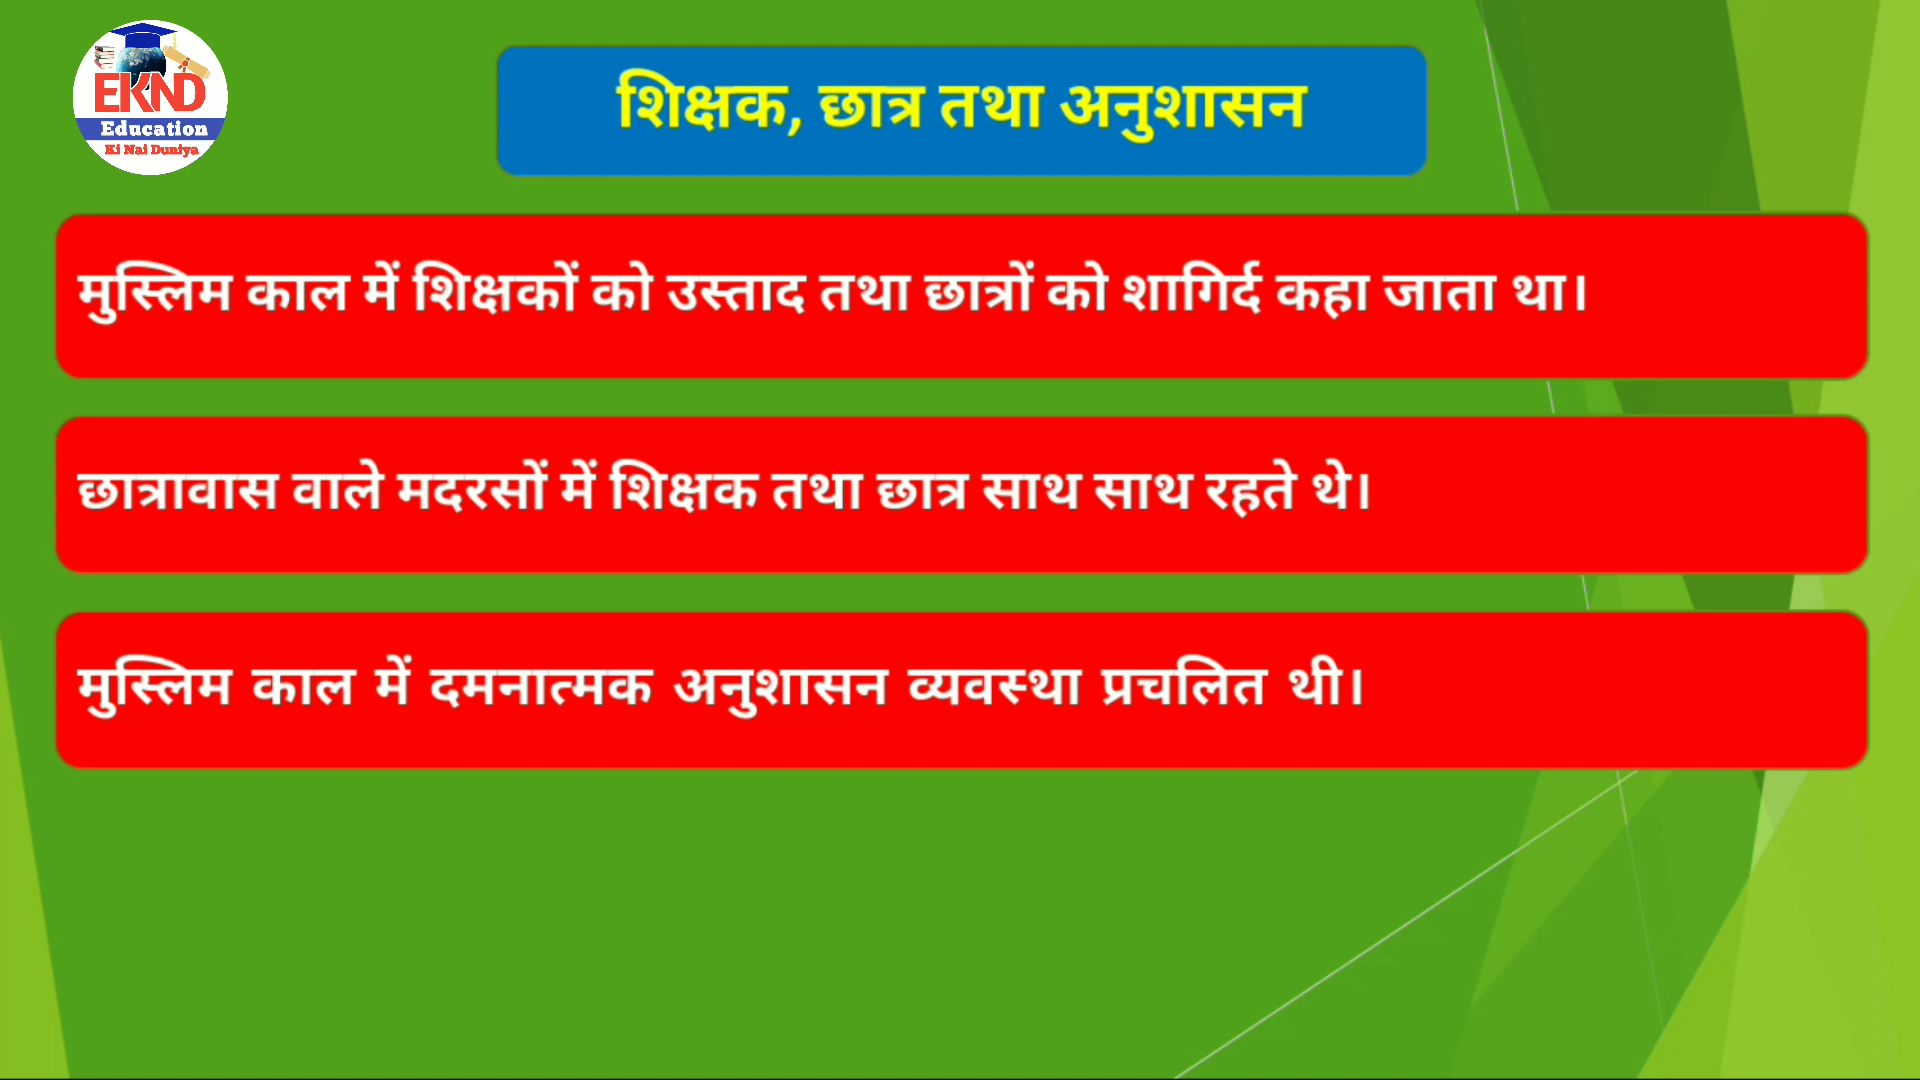 EKND
Education
Ki Nai Duniya
शिक्षक, छात्र तथा अनुशासन
मुस्लिम काल में शिक्षकों को उस्ताद तथा छात्रों को शागिर्द कहा जाता था।
छात्रावास वाले मदरसों में शिक्षक तथा छात्र साथ साथ रहते थे।
मुस्लिम काल में दमनात्मक अनुशासन व्यवस्था प्रचलित थी।